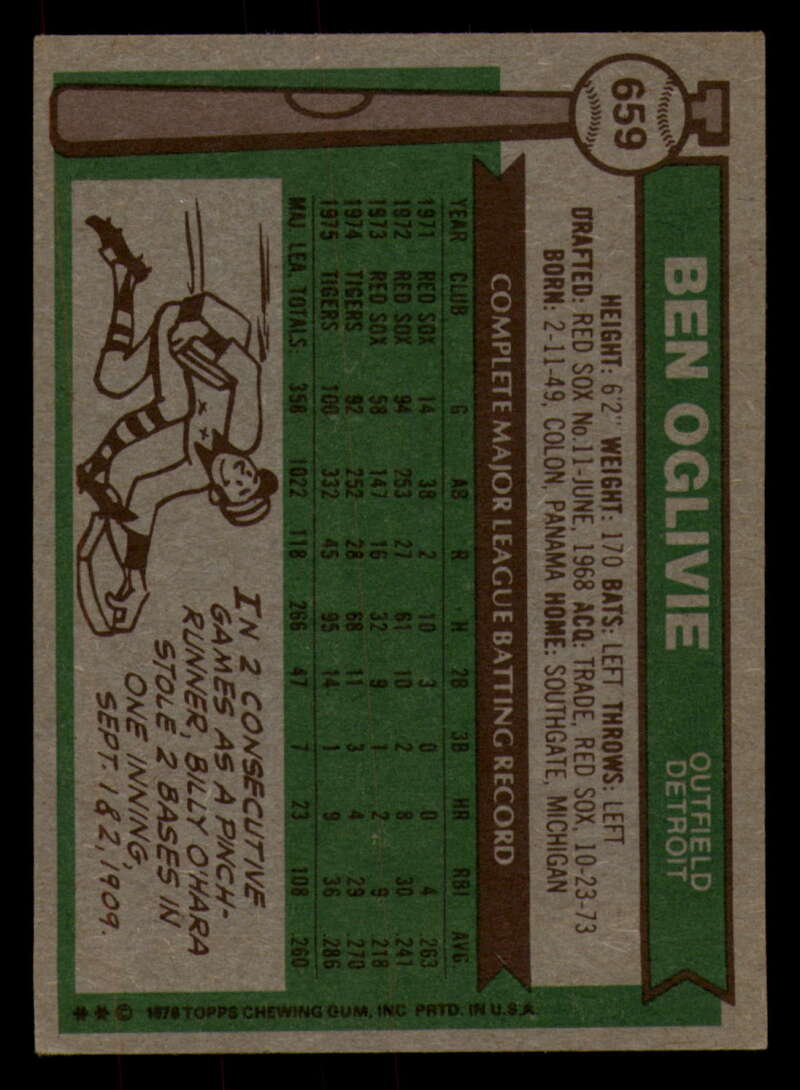 659
BEN OGLIVIE
OUTFIELD
DETROIT
HEIGHT: 6'2" WEIGHT: 170 BATS: LEFT THROWS: LEFT
DRAFTED: RED SOX No.11-JUNE, 1968 ACQ: TRADE, RED SOX, 10-23-73
BORN: 2-11-49, COLON, PANAMA HOME: SOUTHGATE, MICHIGAN
COMPLETE MAJOR LEAGUE BATTING RECORD
YEAR CLUB G AB R H 2B 3B HR RBI AVG.
1971 RED SOX 14 38 2 10 3 0 0 4 .263
1972 RED SOX 94 253 27 61 10 2 8 30 .241
1973 RED SOX 58 147 16 32 9 1 2 9 .218
1974 TIGERS 92 252 28 68 11 3 4 29 .270
1975 TIGERS 100 332 45 95 14 1 9 36 .286
MAJ. LEA. TOTALS: 358 1022 118 266 47 7 23 108 .260
IN 2 CONSECUTIVE
GAMES AS A PINCH-
RUNNER, BILLY O'HARA
STOLE 2 BASES IN
ONE INNING,
SEPT. 1 & 2, 1909.
** © 1976 TOPPS CHEWING GUM, INC. PRTD. IN U.S.A.